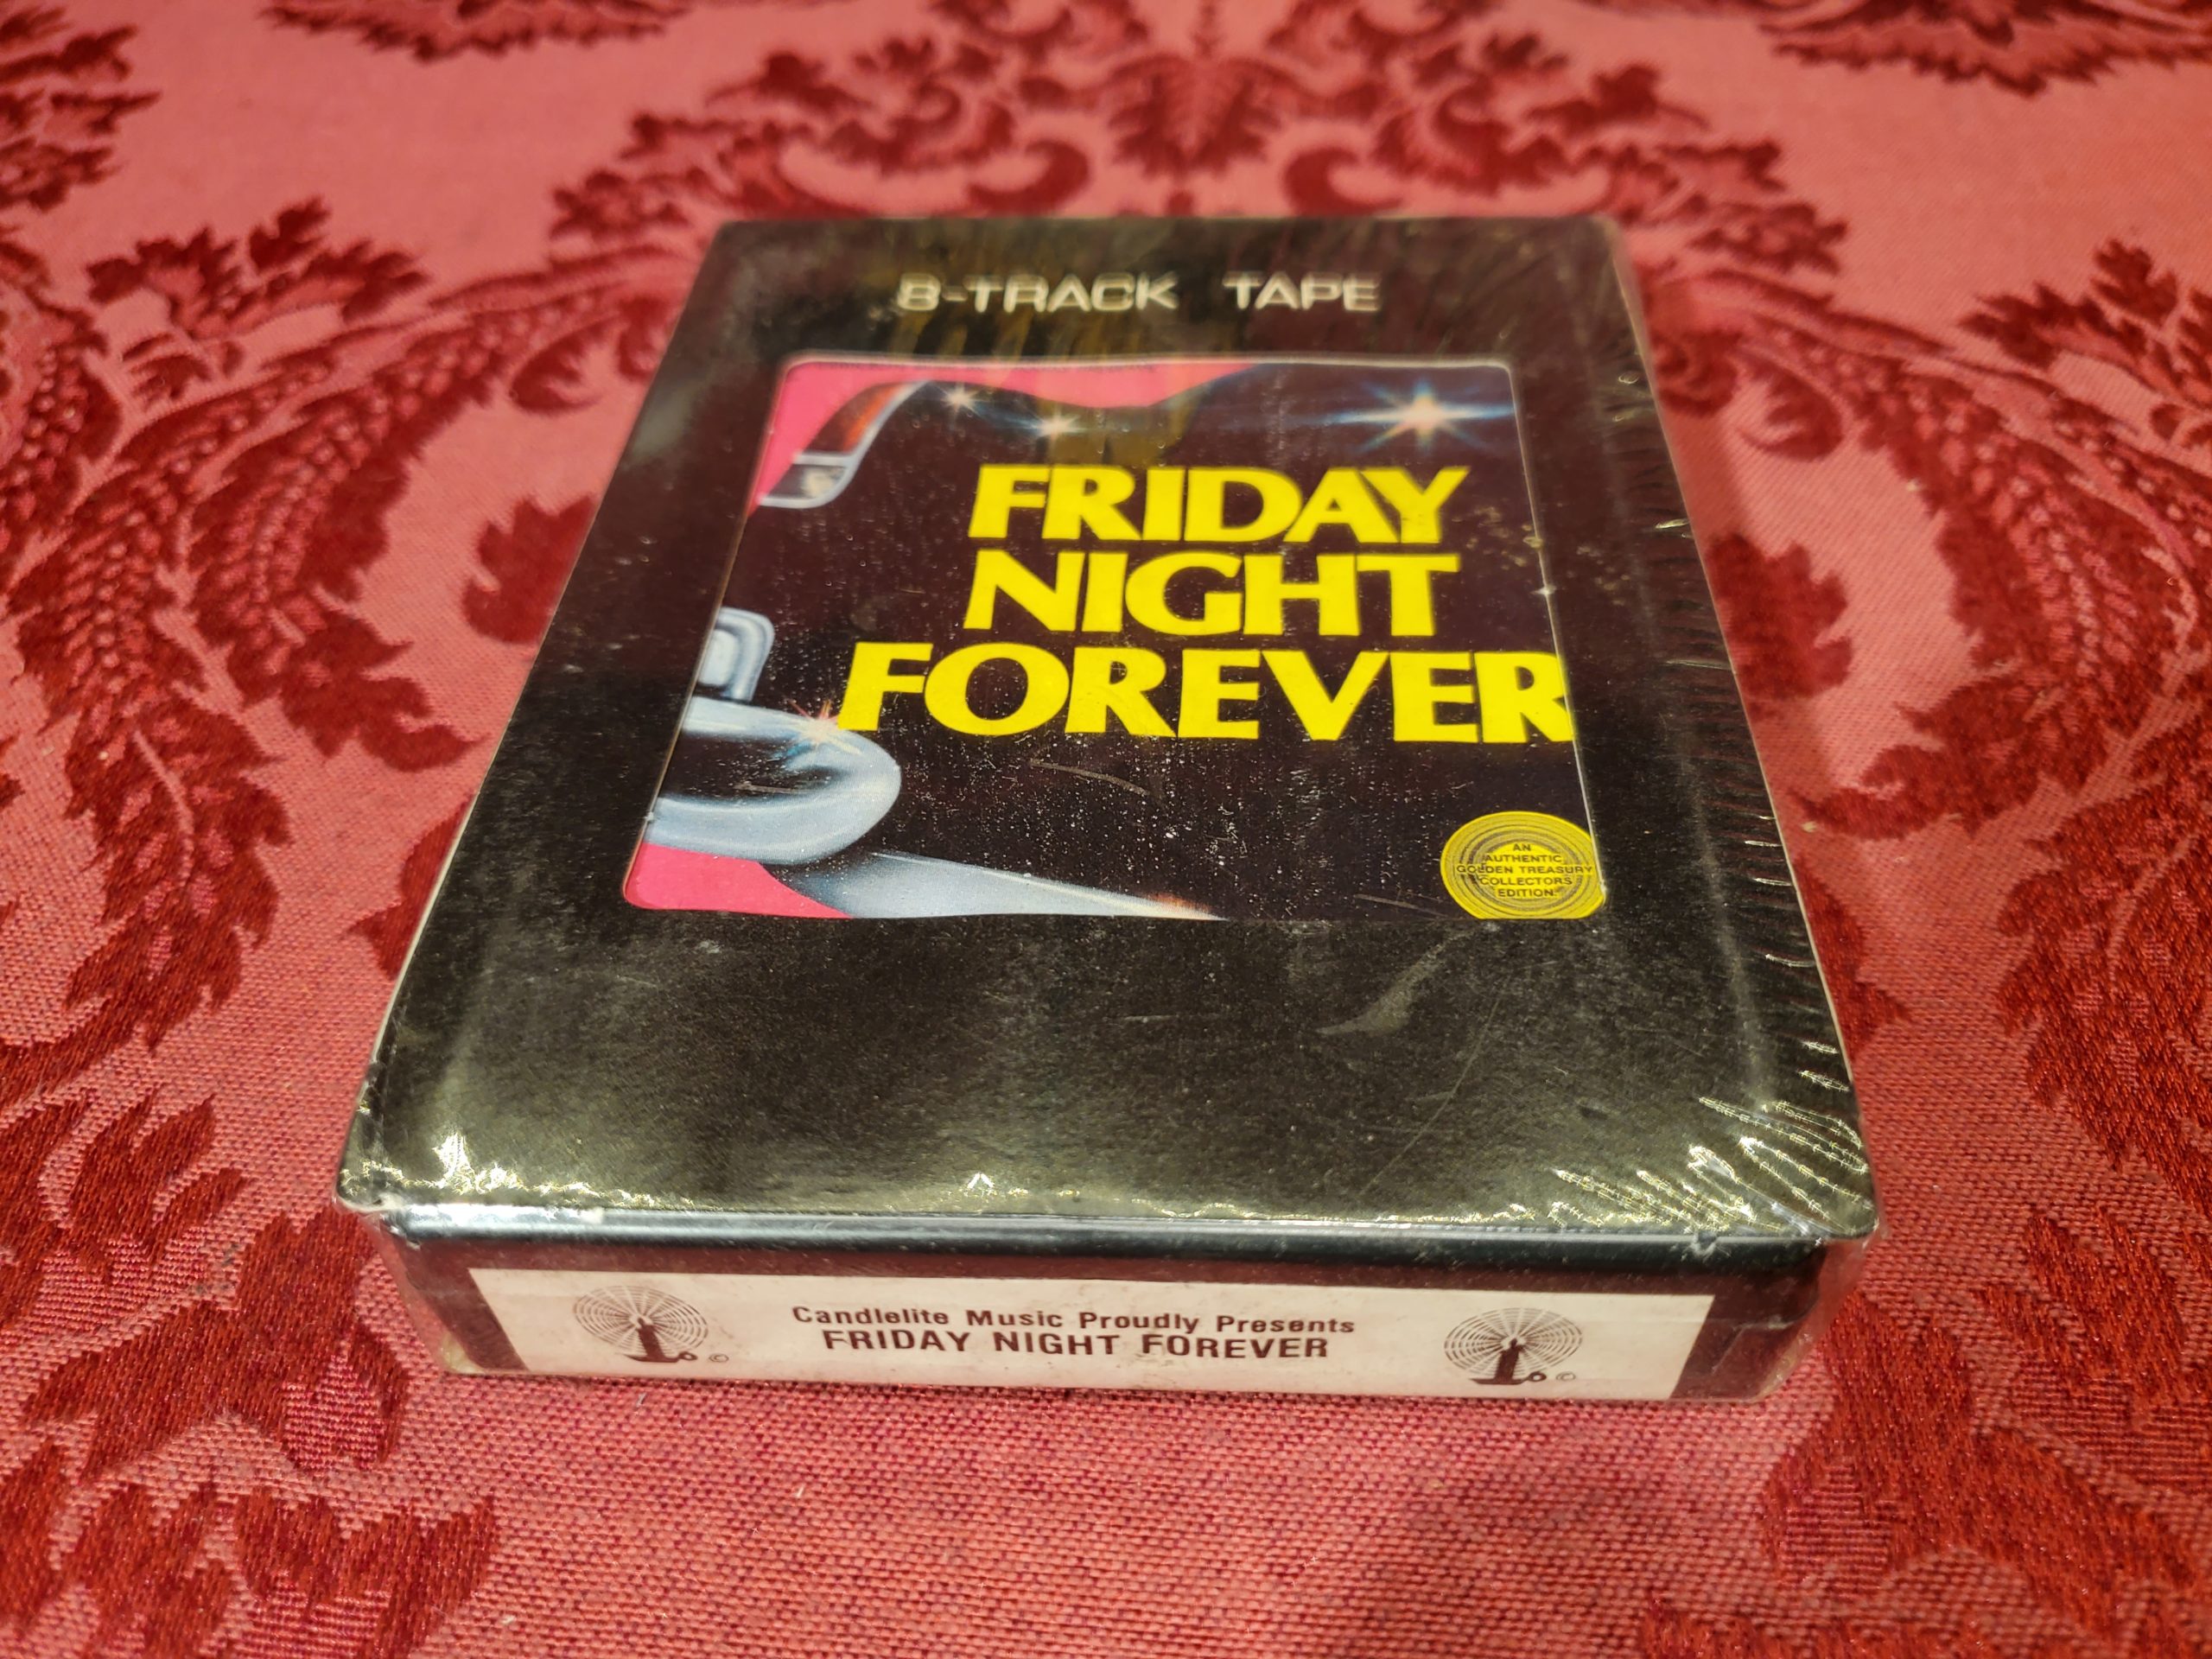 8-TRACK TAPE
FRIDAY
NIGHT
FOREVER
AN
AUTHENTIC
GOLDEN TREASURY
COLLECTORS
EDITION.
Candlelite Music Proudly Presents
FRIDAY NIGHT FOREVER
©
©